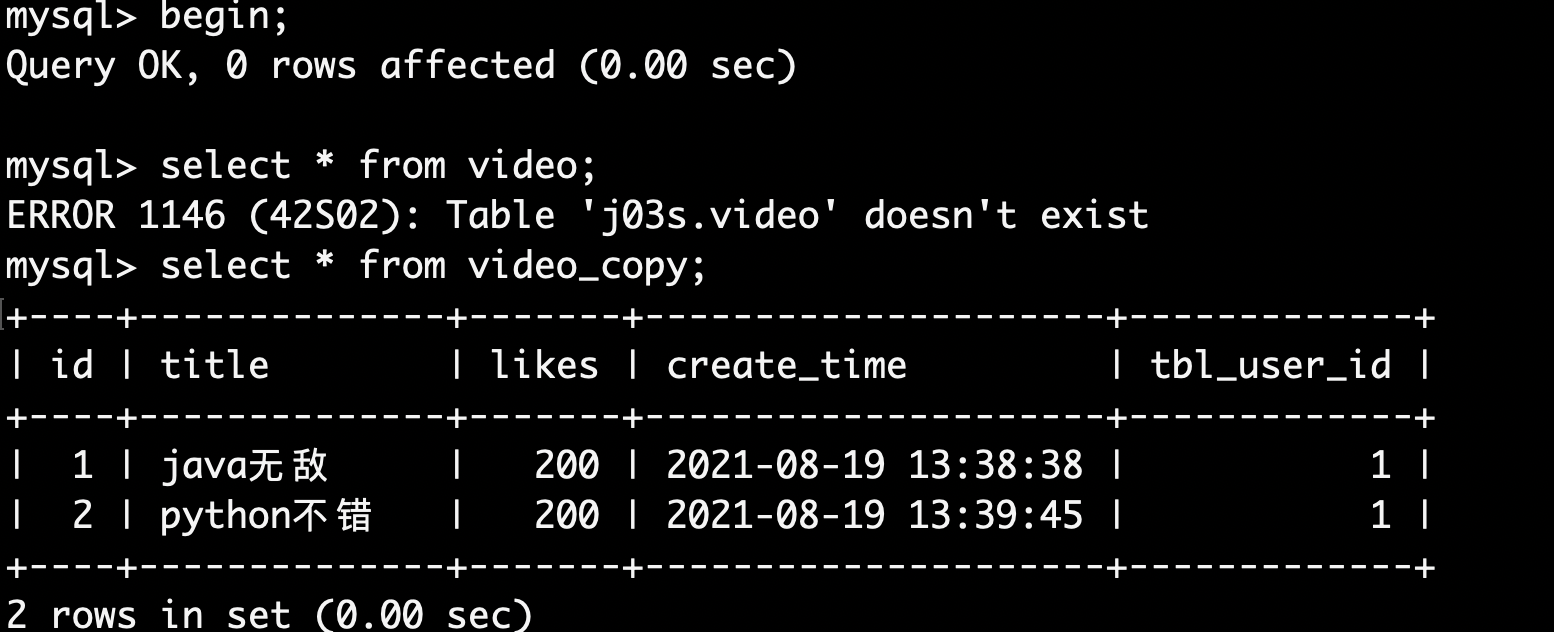 mysql> begin;
Query OK, 0 rows affected (0.00 sec)
mysql> select * from video;
ERROR 1146 (42S02): Table 'j03s.video' doesn't exist
mysql> select * from video_copy;
+----+--------------+-------+---------------------+-------------+
| id | title        | likes | create_time         | tbl_user_id |
+----+--------------+-------+---------------------+-------------+
|  1 | java无敌     |   200 | 2021-08-19 13:38:38 |           1 |
|  2 | python不错   |   200 | 2021-08-19 13:39:45 |           1 |
+----+--------------+-------+---------------------+-------------+
2 rows in set (0.00 sec)